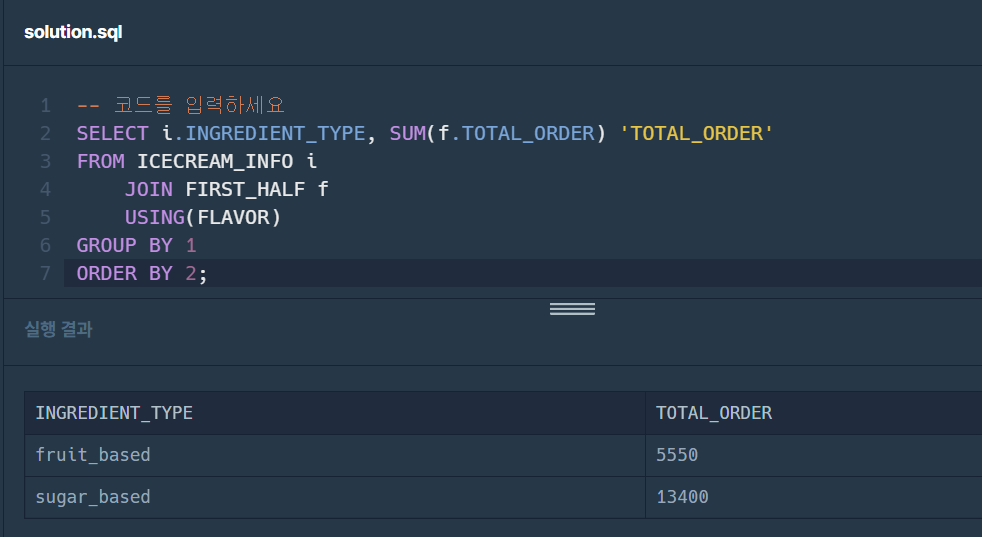 solution.sql
1 -- 코드를 입력하세요
2 SELECT i.INGREDIENT_TYPE, SUM(f.TOTAL_ORDER) 'TOTAL_ORDER'
3 FROM ICECREAM_INFO i
4 JOIN FIRST_HALF f
5 USING(FLAVOR)
6 GROUP BY 1
7 ORDER BY 2;
실행 결과
INGREDIENT_TYPE TOTAL_ORDER
fruit_based 5550
sugar_based 13400